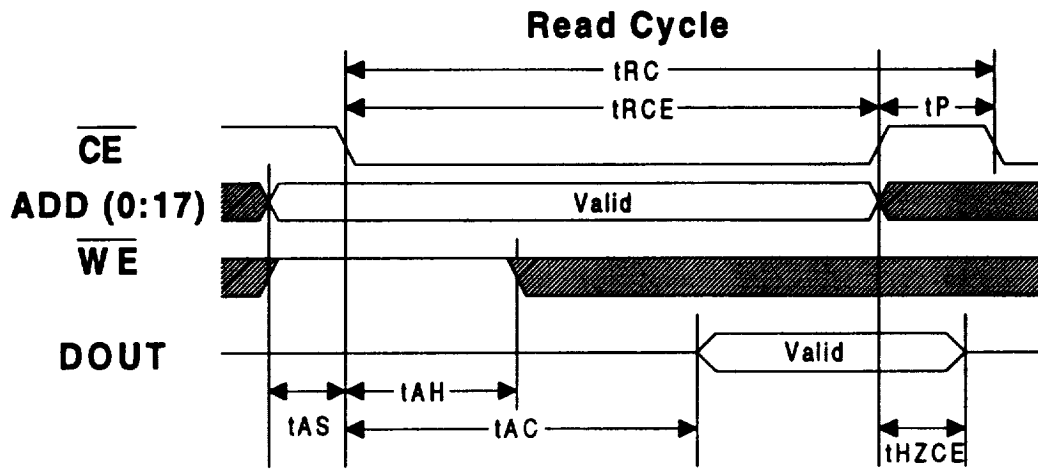 Read Cycle
tRC
tRCE
tP
CE
ADD (0:17)
Valid
WE
DOUT
Valid
tAH
tAS
tAC
tHZCE